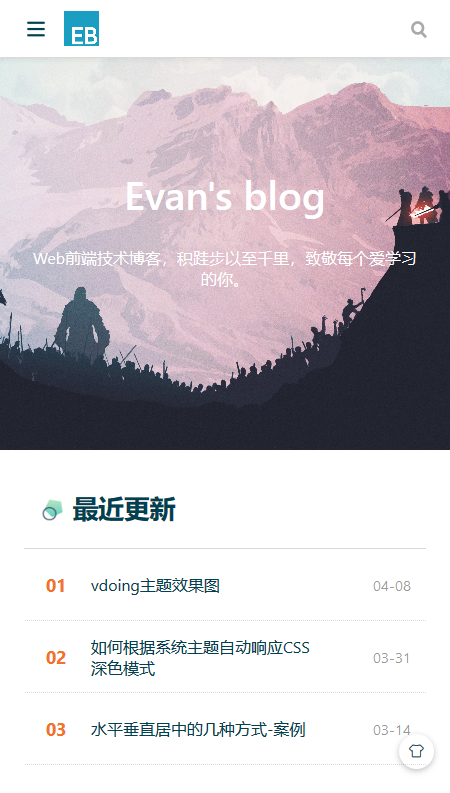 EB
Evan's blog
Web前端技术博客，积跬步以至千里，致敬每个爱学习
的你。
最近更新
01 vdoing主题效果图 04-08
02 如何根据系统主题自动响应CSS
深色模式 03-31
03 水平垂直居中的几种方式-案例 03-14